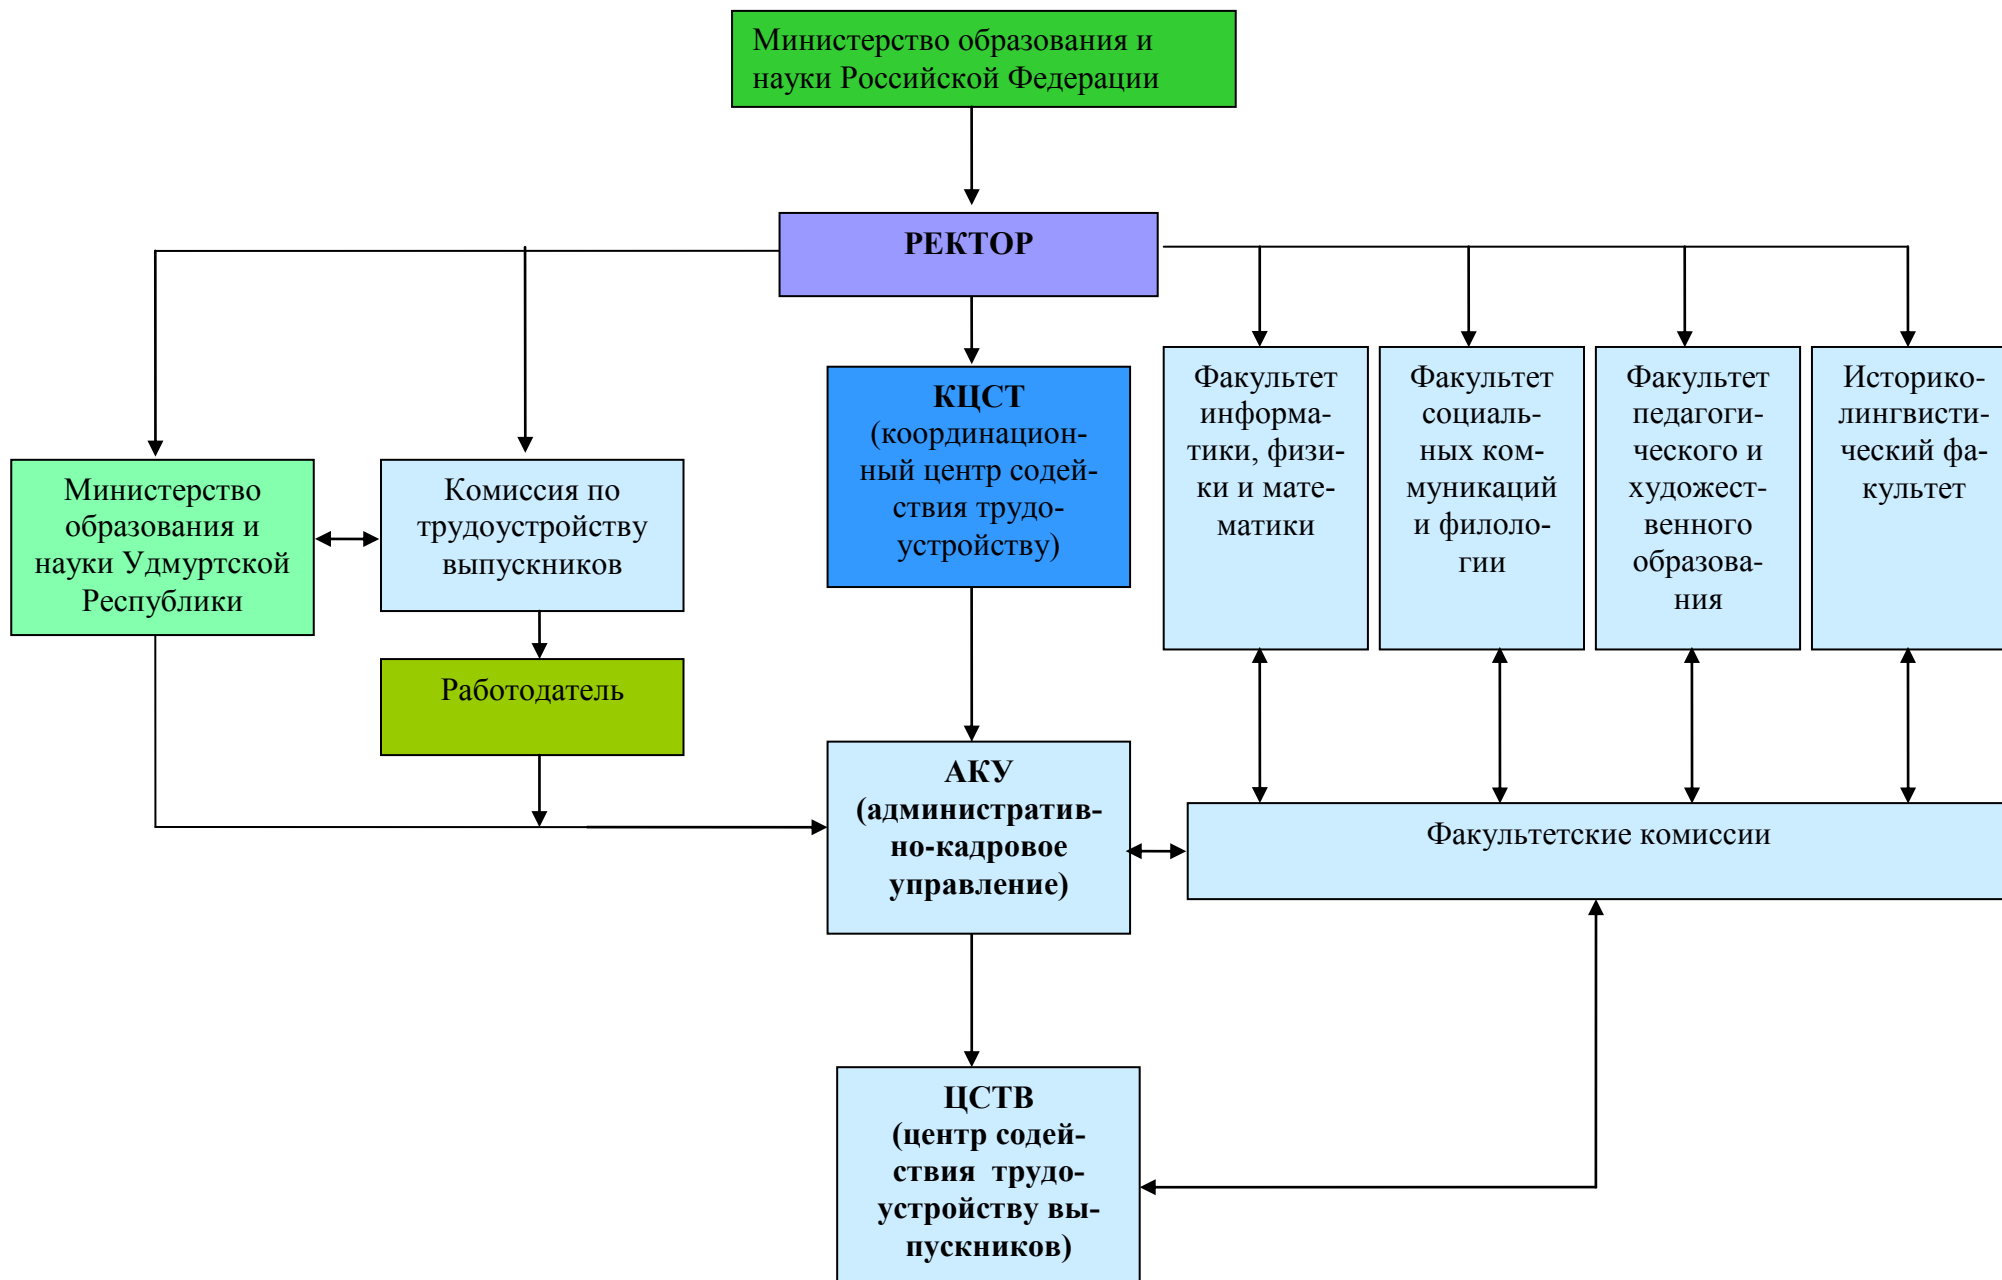 Министерство образования и
науки Российской Федерации
РЕКТОР
Министерство
образования и
науки Удмуртской
Республики
Комиссия по
трудоустройству
выпускников
Работодатель
КЦСТ
(координацион-
ный центр содей-
ствия трудо-
устройству)
Факультет
информа-
тики, физи-
ки и мате-
матики
Факультет
социаль-
ных ком-
муникаций
и филоло-
гии
Факультет
педагоги-
ческого и
художест-
венного
образова-
ния
Историко-
лингвисти-
ческий фа-
культет
АКУ
(административ-
но-кадровое
управление)
Факультетские комиссии
ЦСТВ
(центр содей-
ствия  трудо-
устройству вы-
пускников)